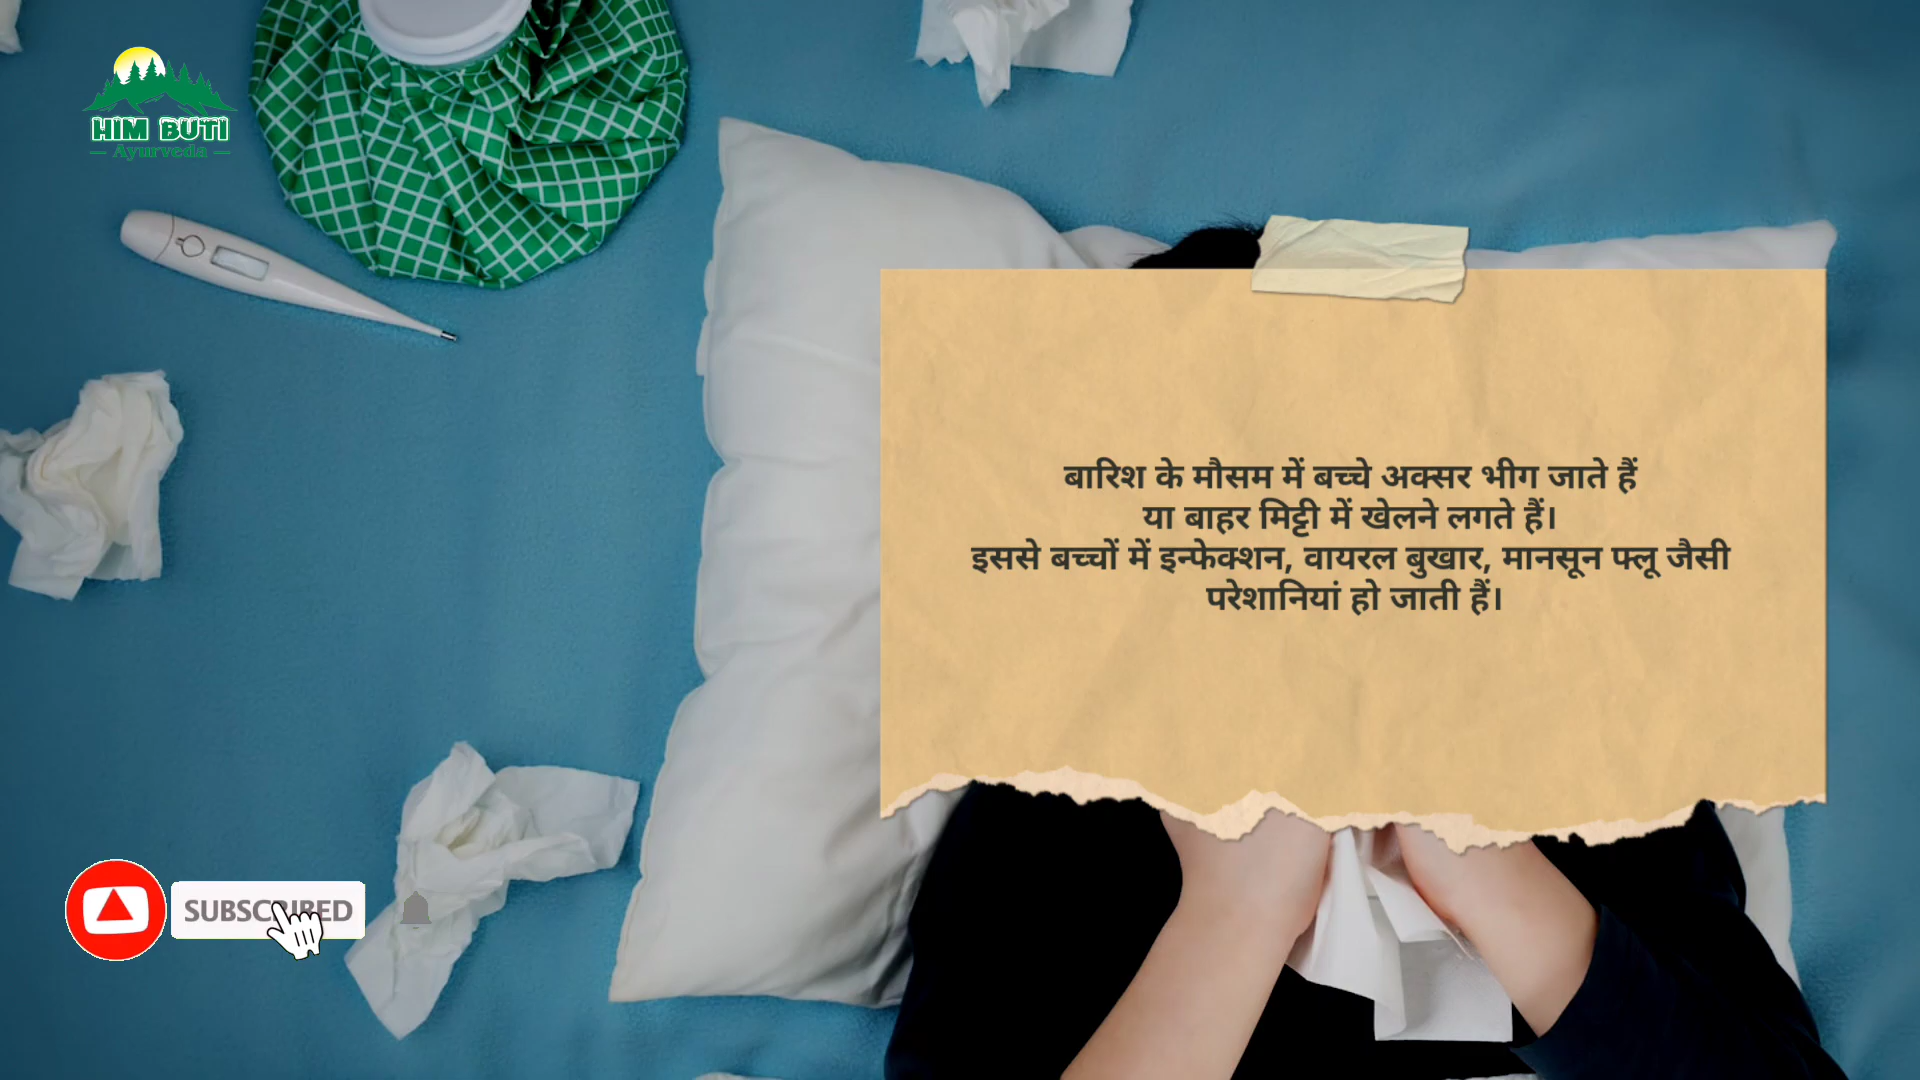 HIM BUTI
Ayurveda
बारिश के मौसम में बच्चे अक्सर भीग जाते हैं
या बाहर मिट्टी में खेलने लगते हैं।
इससे बच्चों में इन्फेक्शन, वायरल बुखार, मानसून फ्लू जैसी
परेशानियां हो जाती हैं।
SUBSCRIBED